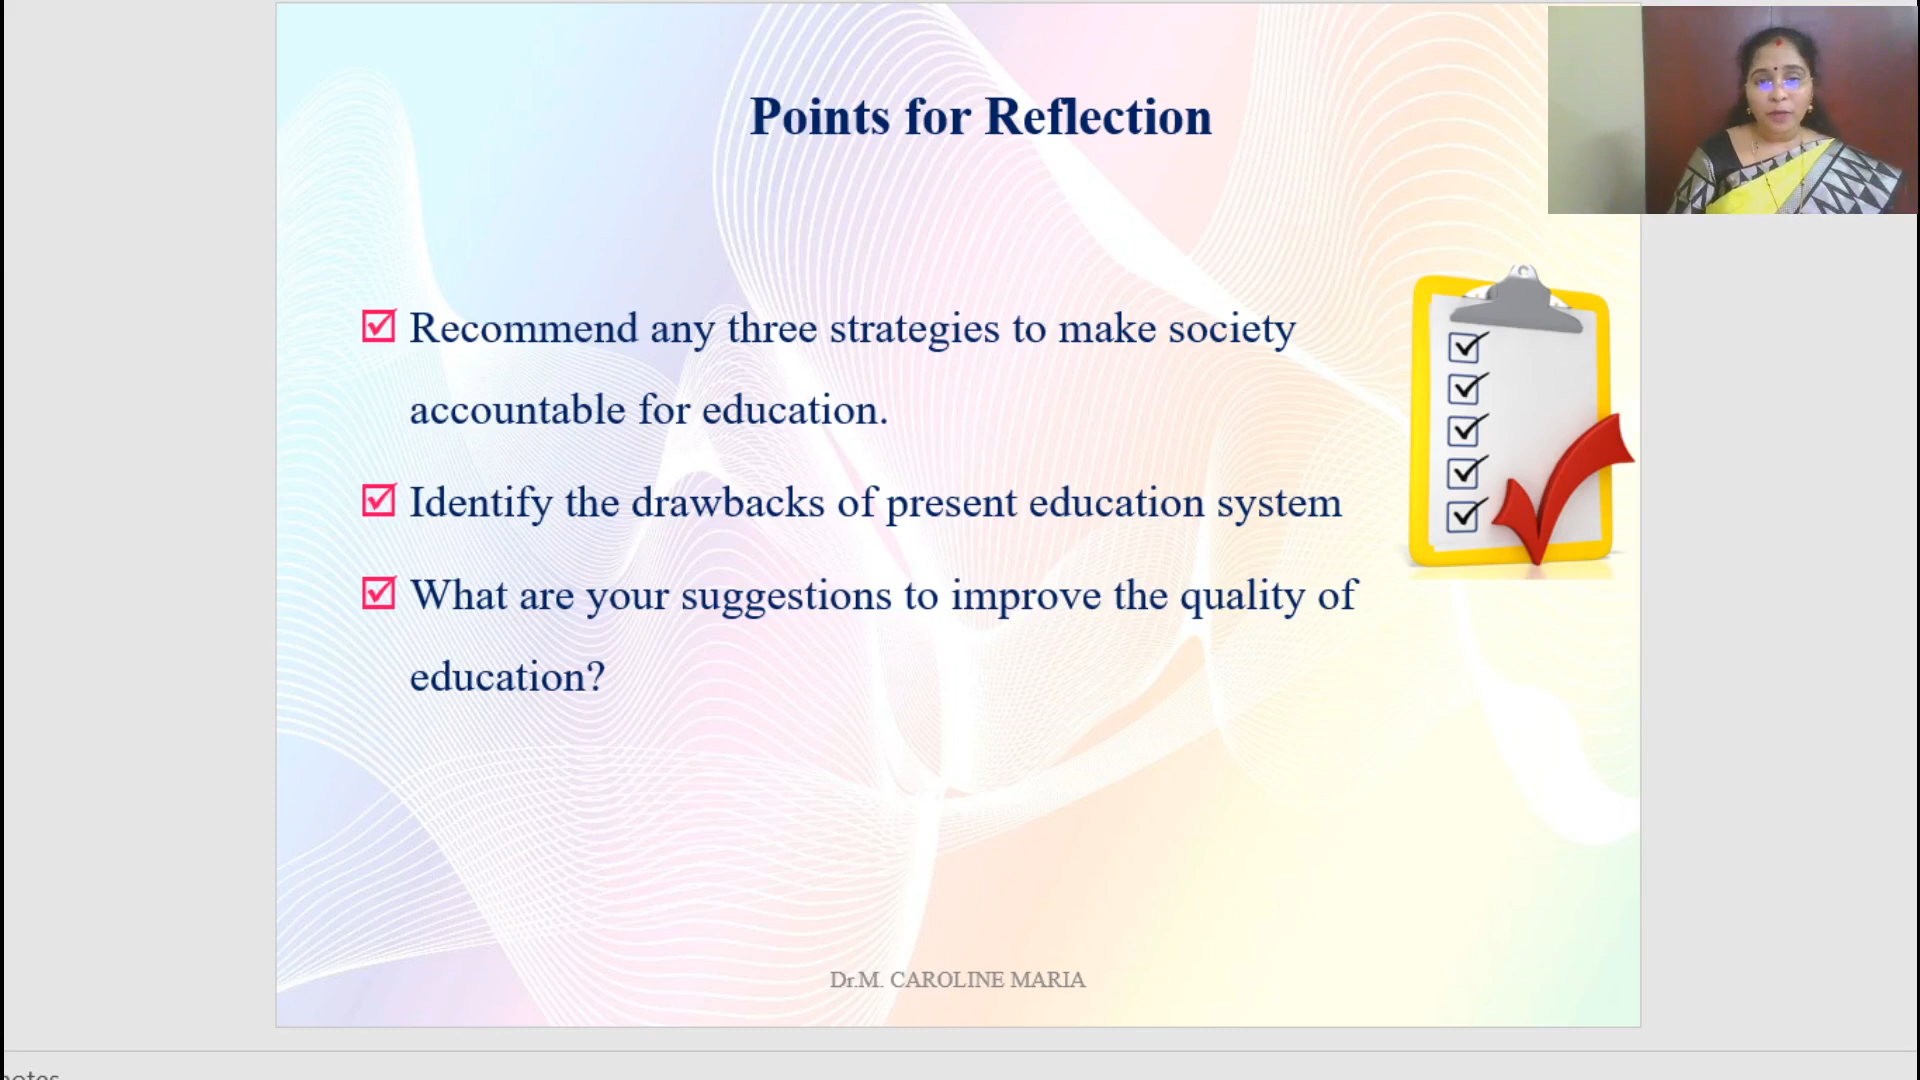 Points for Reflection
Recommend any three strategies to make society
accountable for education.
Identify the drawbacks of present education system
What are your suggestions to improve the quality of
education?
Dr.M. CAROLINE MARIA
notes